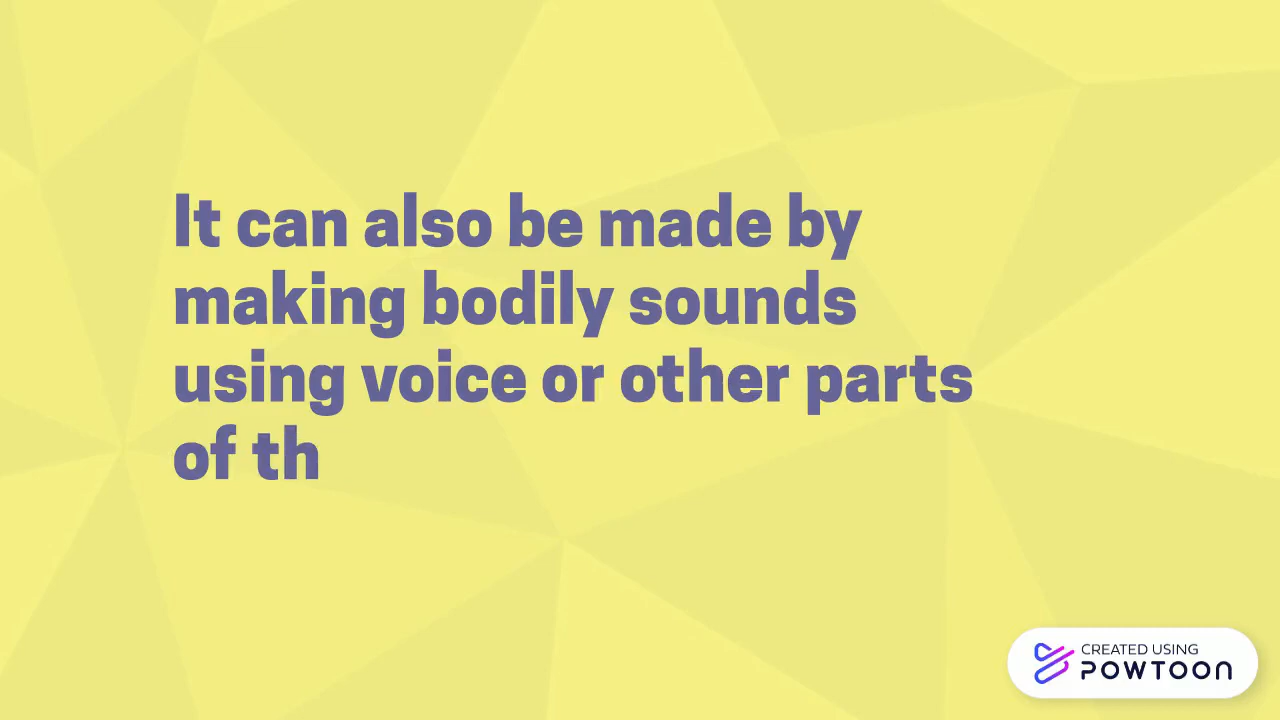 It can also be made by
making bodily sounds
using voice or other parts
of th
CREATED USING
POWTOON